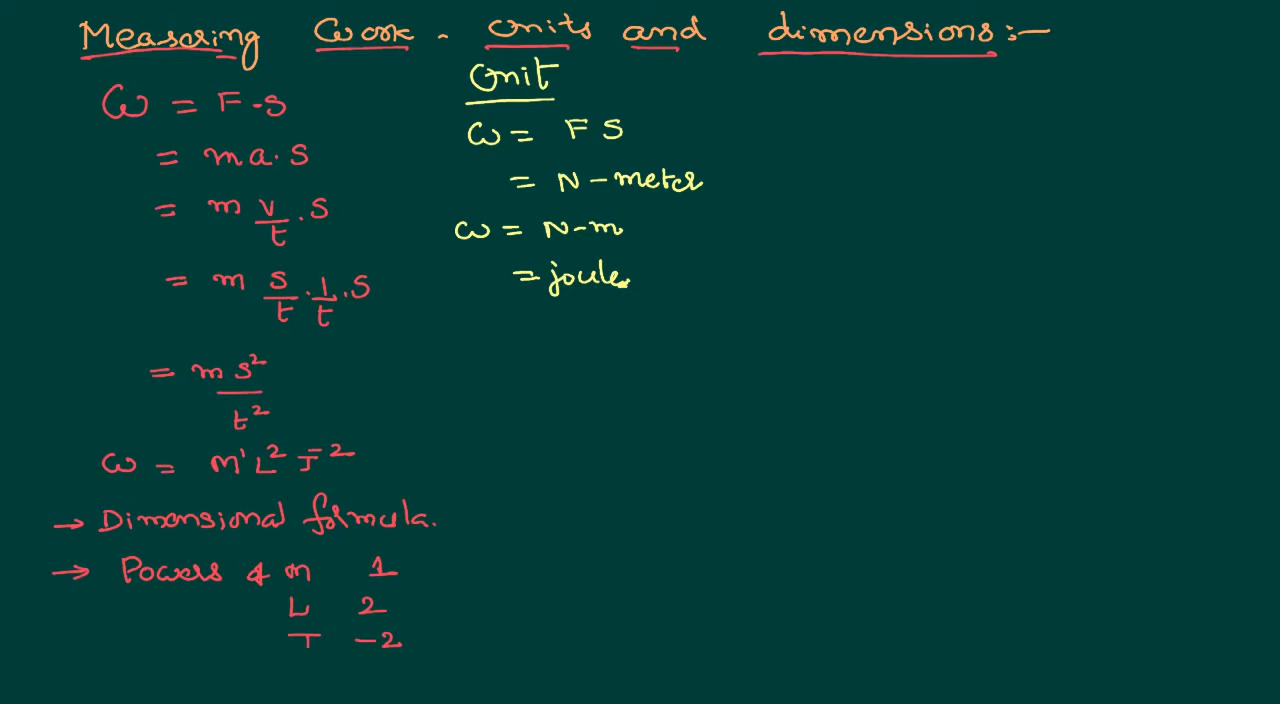 Measuring Work - Units and dimensions :-
W = F - s
= m a . s
= m v/t . s
= m s/t . 1/t . s
= m s²/t²
W = M¹ L² T⁻²
→ Dimensional formula.
→ Powers of M 1
L 2
T -2
Unit
W = F S
= N - meter
W = N-m
= joule.